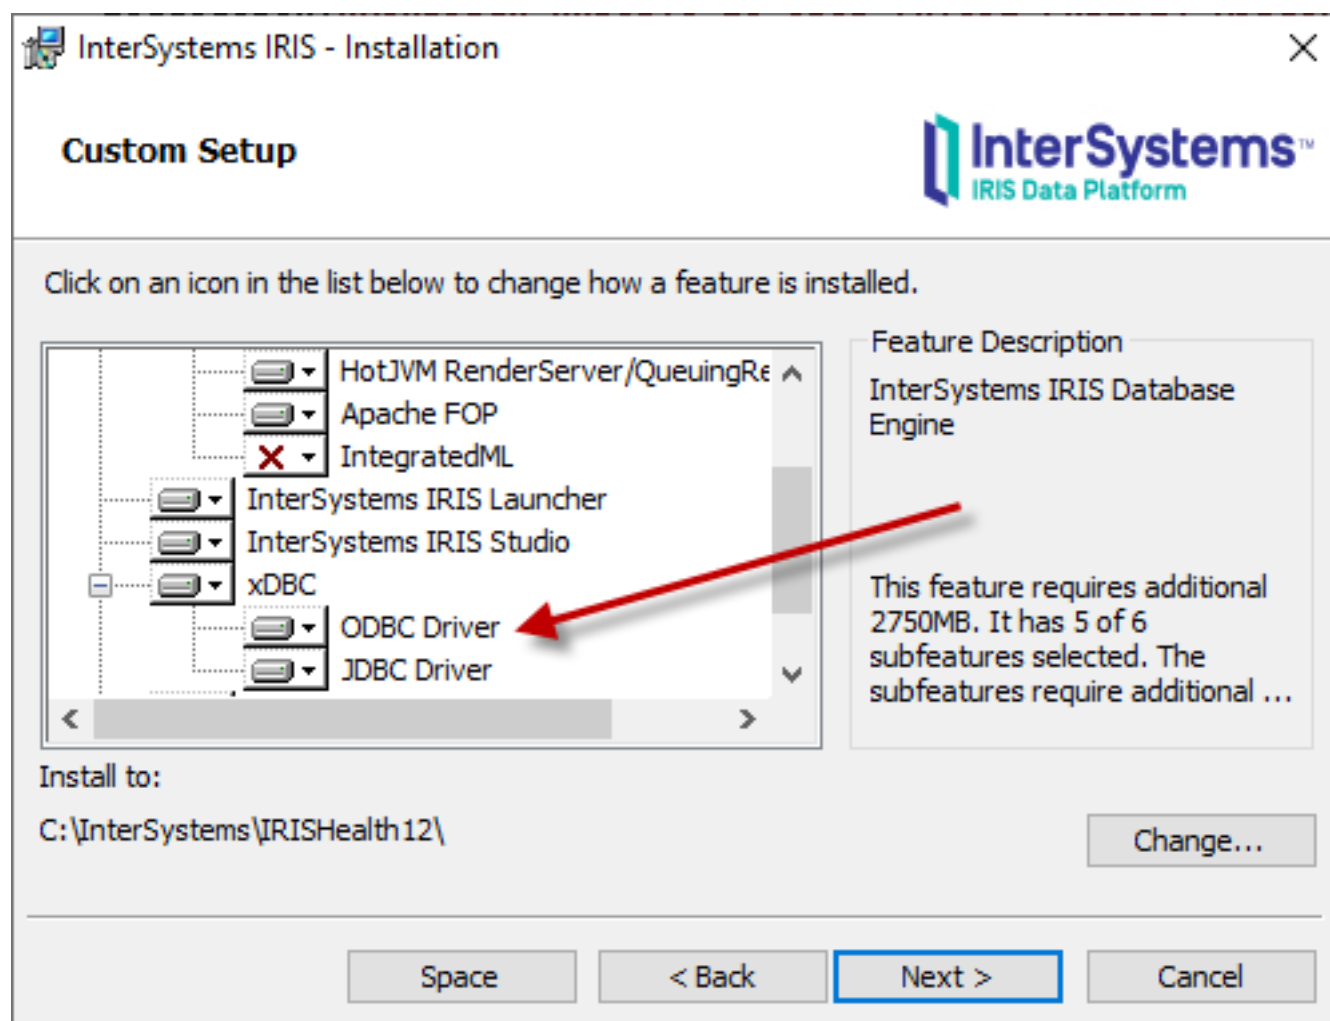 InterSystems IRIS - Installation
Custom Setup
InterSystems™
IRIS Data Platform
Click on an icon in the list below to change how a feature is installed.
HotJVM RenderServer/QueuingRe
Apache FOP
IntegratedML
InterSystems IRIS Launcher
InterSystems IRIS Studio
xDBC
ODBC Driver
JDBC Driver
Feature Description
InterSystems IRIS Database
Engine
This feature requires additional
2750MB. It has 5 of 6
subfeatures selected. The
subfeatures require additional ...
Install to:
C:\InterSystems\IRISHealth12\
Change...
Space
< Back
Next >
Cancel